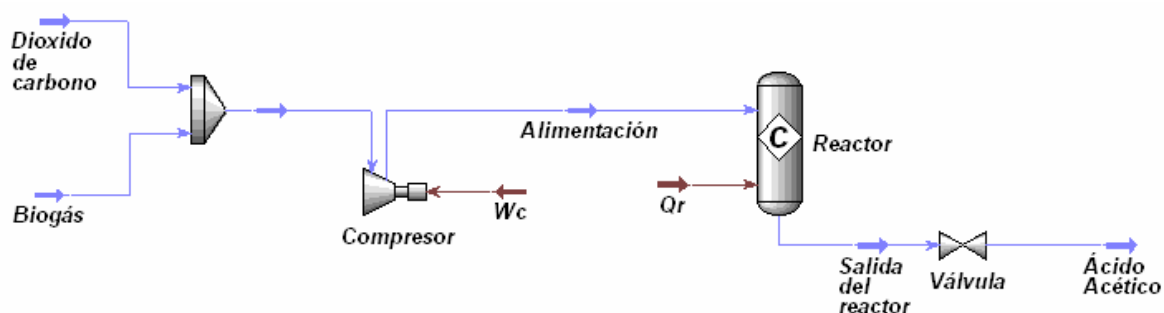 Dioxido
de
carbono
Biogás
Compresor
Wc
Alimentación
Qr
C
Reactor
Salida
del
reactor
Válvula
Ácido
Acético